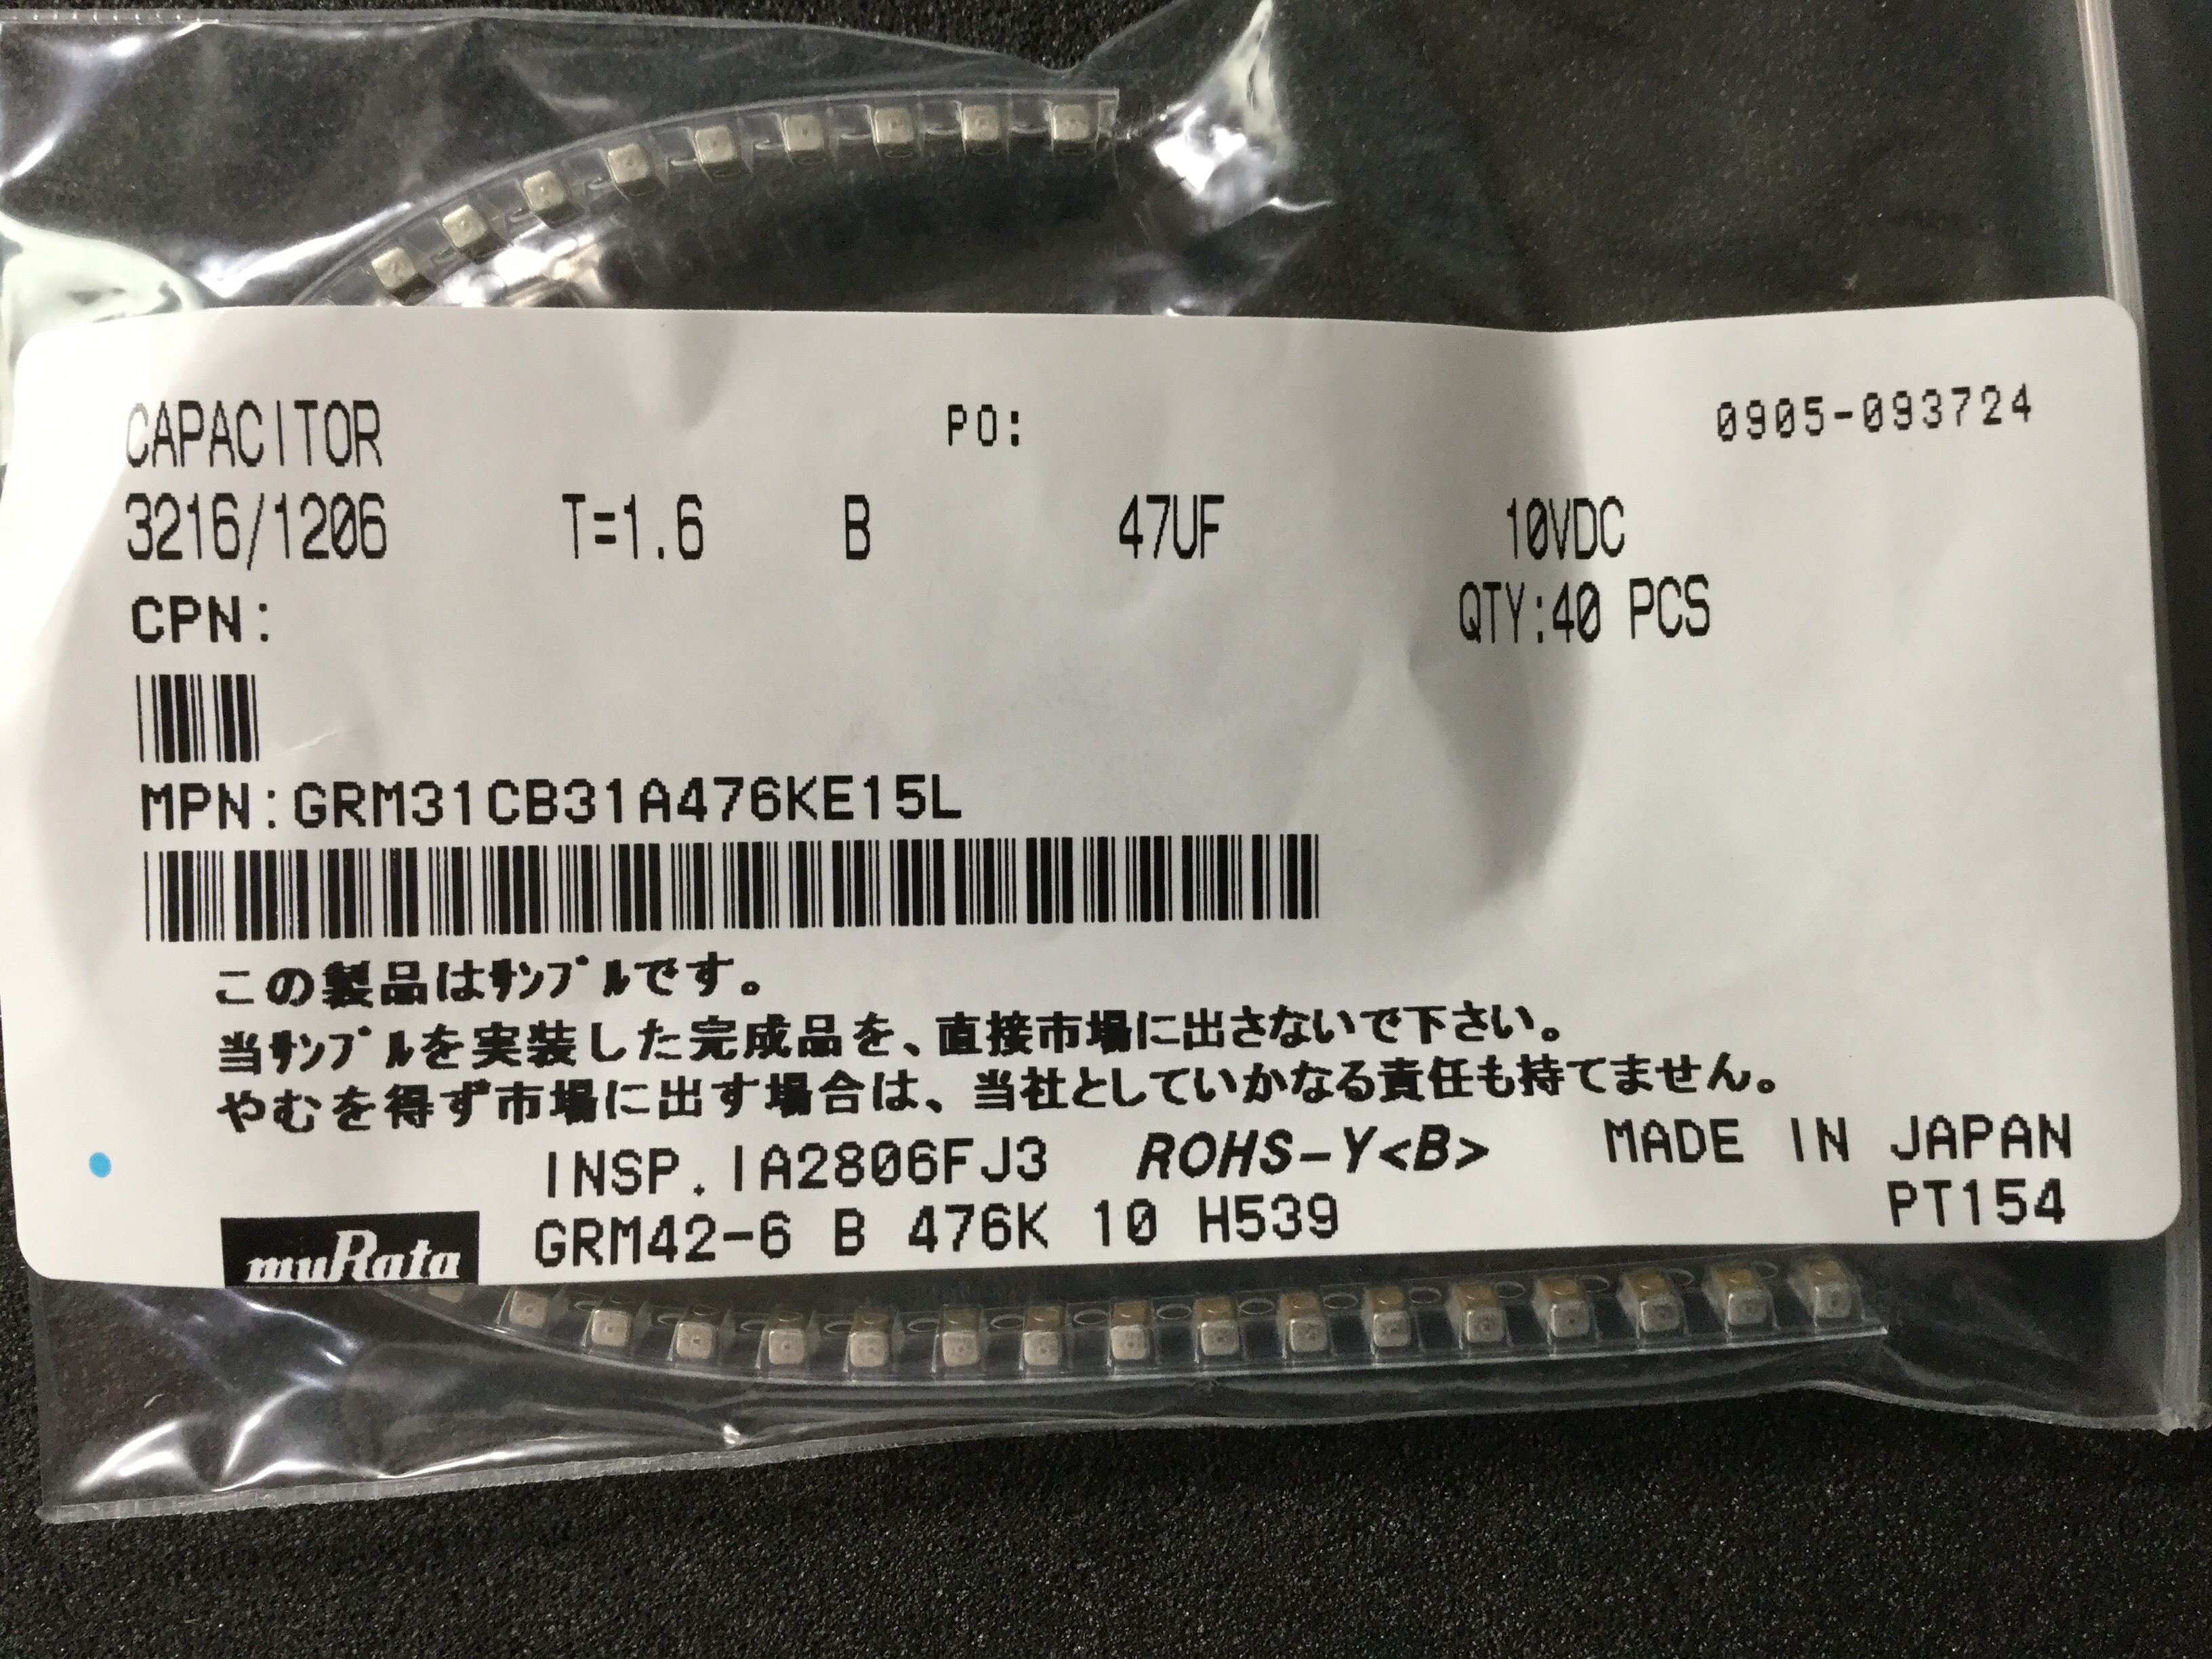 CAPACITOR PO: 0905-093724
3216/1206 T=1.6 B 47UF 10VDC
CPN: QTY:40 PCS
MPN:GRM31CB31A476KE15L
この製品はｻﾝﾌﾟﾙです。
当ｻﾝﾌﾟﾙを実装した完成品を、直接市場に出さないで下さい。
やむを得ず市場に出す場合は、当社としていかなる責任も持てません。
INSP.IA2806FJ3 ROHS-Y<B> MADE IN JAPAN
muRata GRM42-6 B 476K 10 H539 PT154